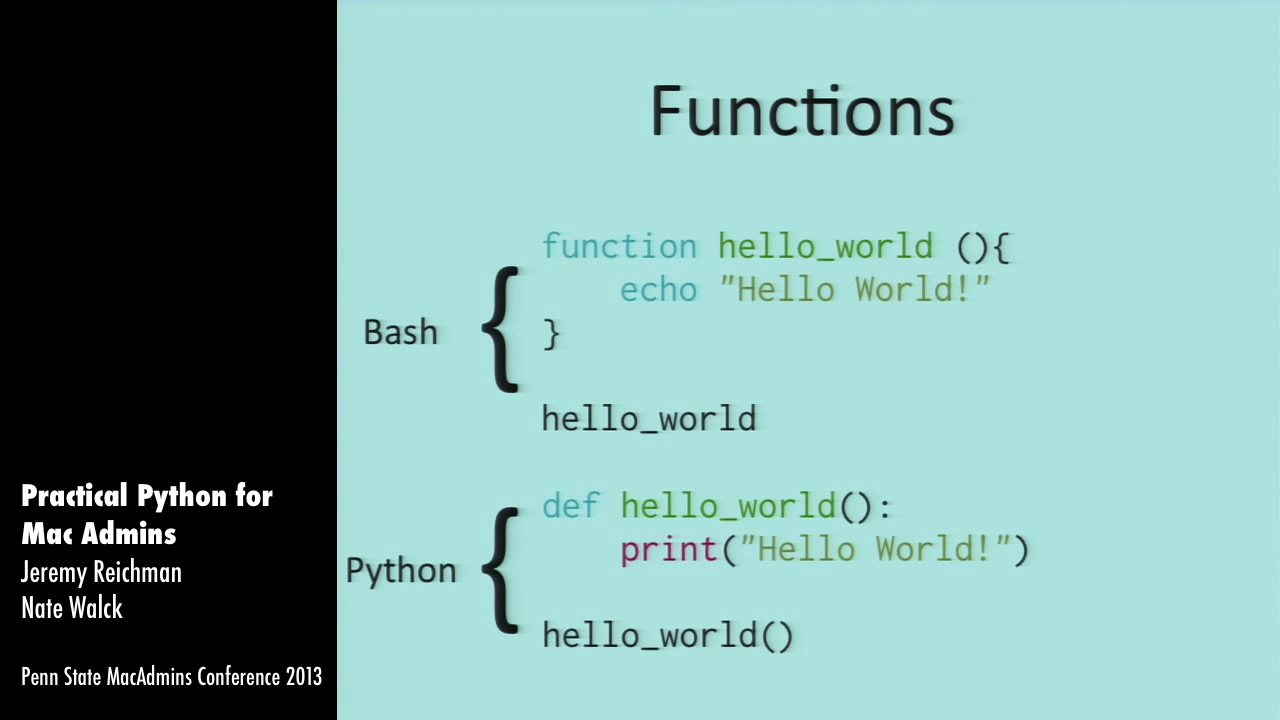 Functions
function hello_world (){
    echo "Hello World!"
}
Bash {
hello_world
def hello_world():
    print("Hello World!")
Python {
hello_world()
Practical Python for
Mac Admins
Jeremy Reichman
Nate Walck
Penn State MacAdmins Conference 2013